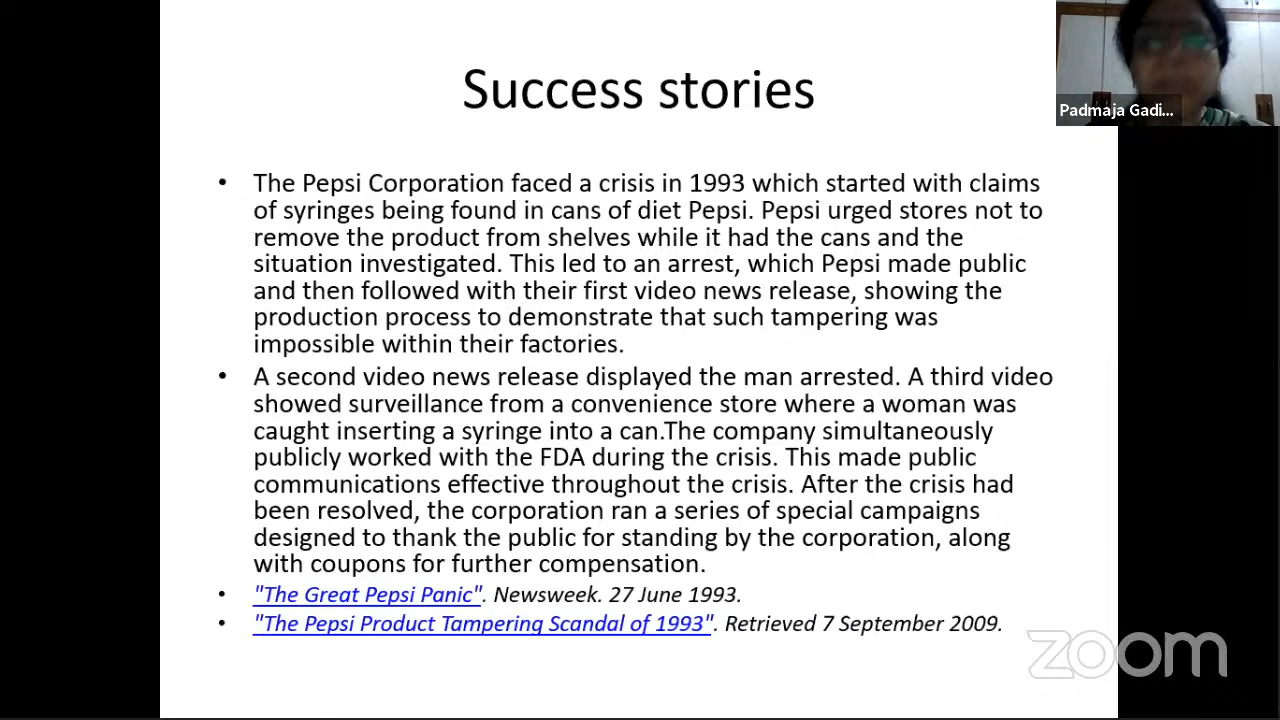 Success stories
Padmaja Gadi...
• The Pepsi Corporation faced a crisis in 1993 which started with claims
of syringes being found in cans of diet Pepsi. Pepsi urged stores not to
remove the product from shelves while it had the cans and the
situation investigated. This led to an arrest, which Pepsi made public
and then followed with their first video news release, showing the
production process to demonstrate that such tampering was
impossible within their factories.
• A second video news release displayed the man arrested. A third video
showed surveillance from a convenience store where a woman was
caught inserting a syringe into a can.The company simultaneously
publicly worked with the FDA during the crisis. This made public
communications effective throughout the crisis. After the crisis had
been resolved, the corporation ran a series of special campaigns
designed to thank the public for standing by the corporation, along
with coupons for further compensation.
• "The Great Pepsi Panic". Newsweek. 27 June 1993.
• "The Pepsi Product Tampering Scandal of 1993". Retrieved 7 September 2009.
zoom